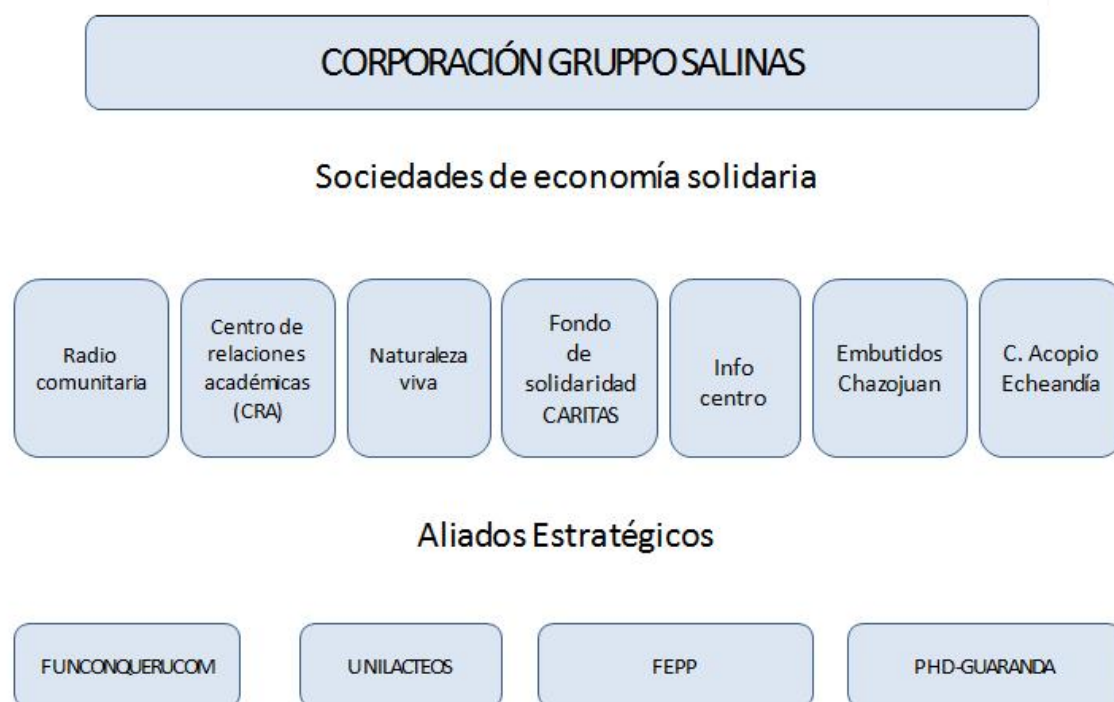 CORPORACIÓN GRUPPO SALINAS
Sociedades de economía solidaria
Radio
comunitaria
Centro de
relaciones
académicas
(CRA)
Naturaleza
viva
Fondo
de
solidaridad
CARITAS
Info
centro
Embutidos
Chazojuan
C. Acopio
Echeandía
Aliados Estratégicos
FUNCONQUERUCOM
UNILACTEOS
FEPP
PHD-GUARANDA